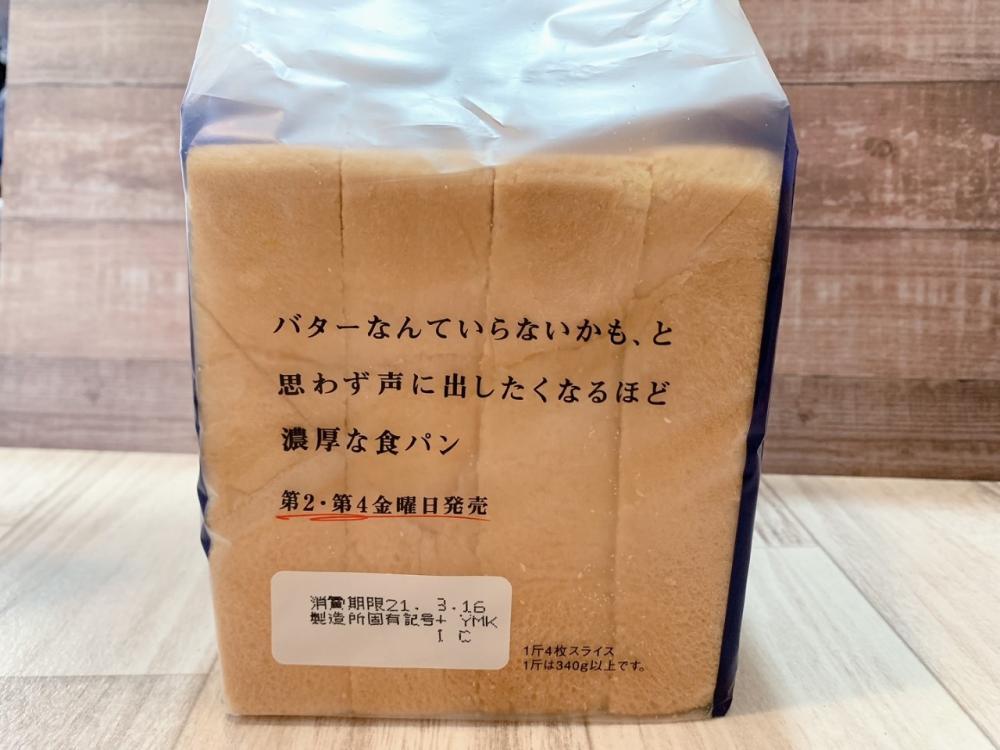 バターなんていらないかも、と
思わず声に出したくなるほど
濃厚な食パン
第2・第4金曜日発売
消費期限21. 3.16
製造所固有記号+ YMK
I C
1斤4枚スライス
1斤は340g以上です。